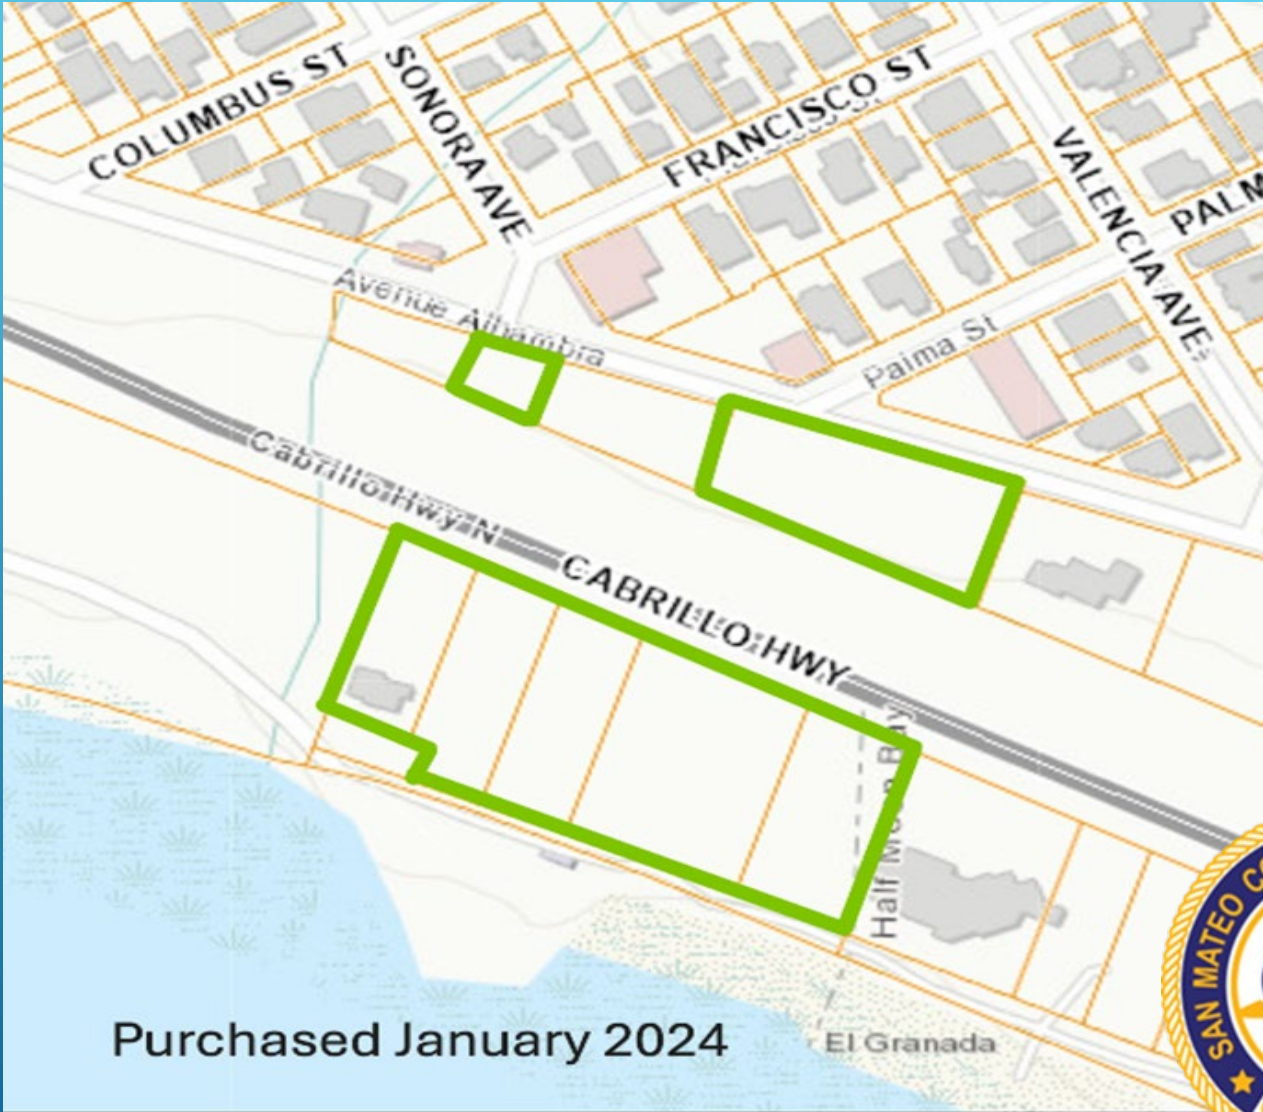 COLUMBUS ST
SONORA AVE
FRANCISCO ST
VALENCIA AVE
PALM
Avenue Alhambra
Palma St
Cabrillo Hwy N
CABRILLO HWY
Half Moon Bay
El Granada
Purchased January 2024
SAN MATEO CO